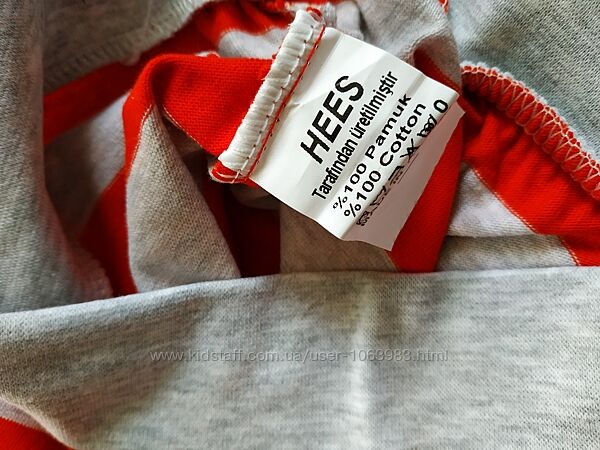 HEES
Tarafından üretilmiştir
%100 Pamuk
%100 Cotton
www.kidstaff.com.ua/user-1063983.html